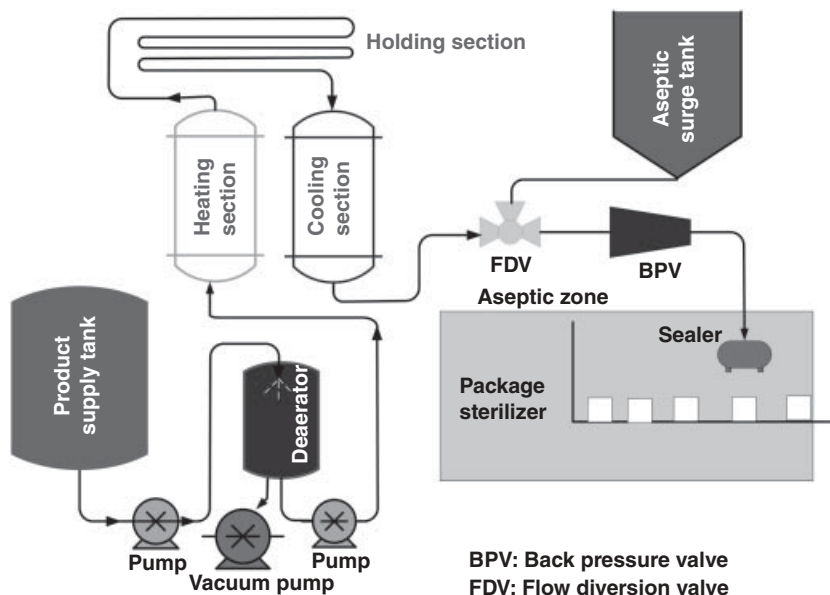 Holding section
Aseptic
surge tank
Heating
section
Cooling
section
FDV
BPV
Aseptic zone
Product
supply tank
Deaerator
Sealer
Package
sterilizer
Pump
Vacuum pump
Pump
BPV: Back pressure valve
FDV: Flow diversion valve